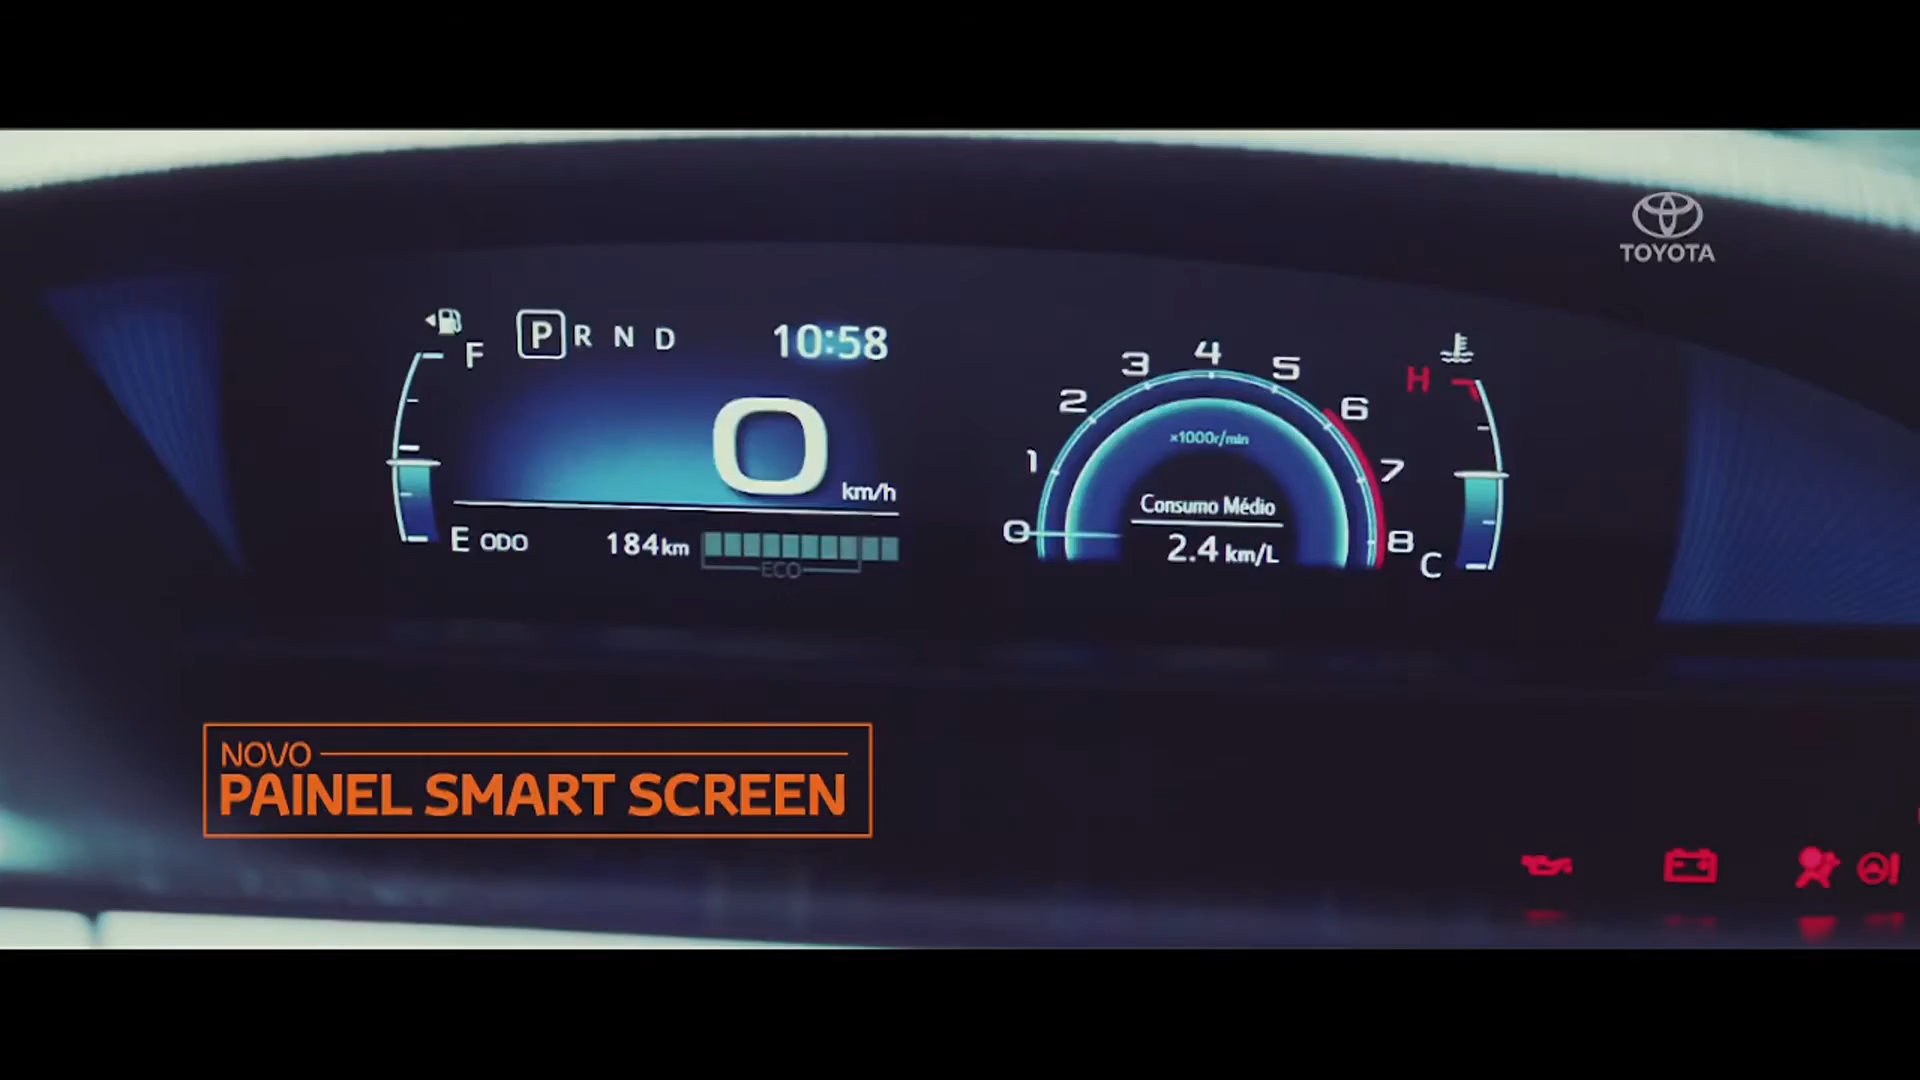 TOYOTA
F
P R N D
10:58
0
km/h
E ODO 184km
ECO
0 1 2 3 4 5 6 7 8
×1000r/min
Consumo Médio
2.4 km/L
H
C
NOVO
PAINEL SMART SCREEN